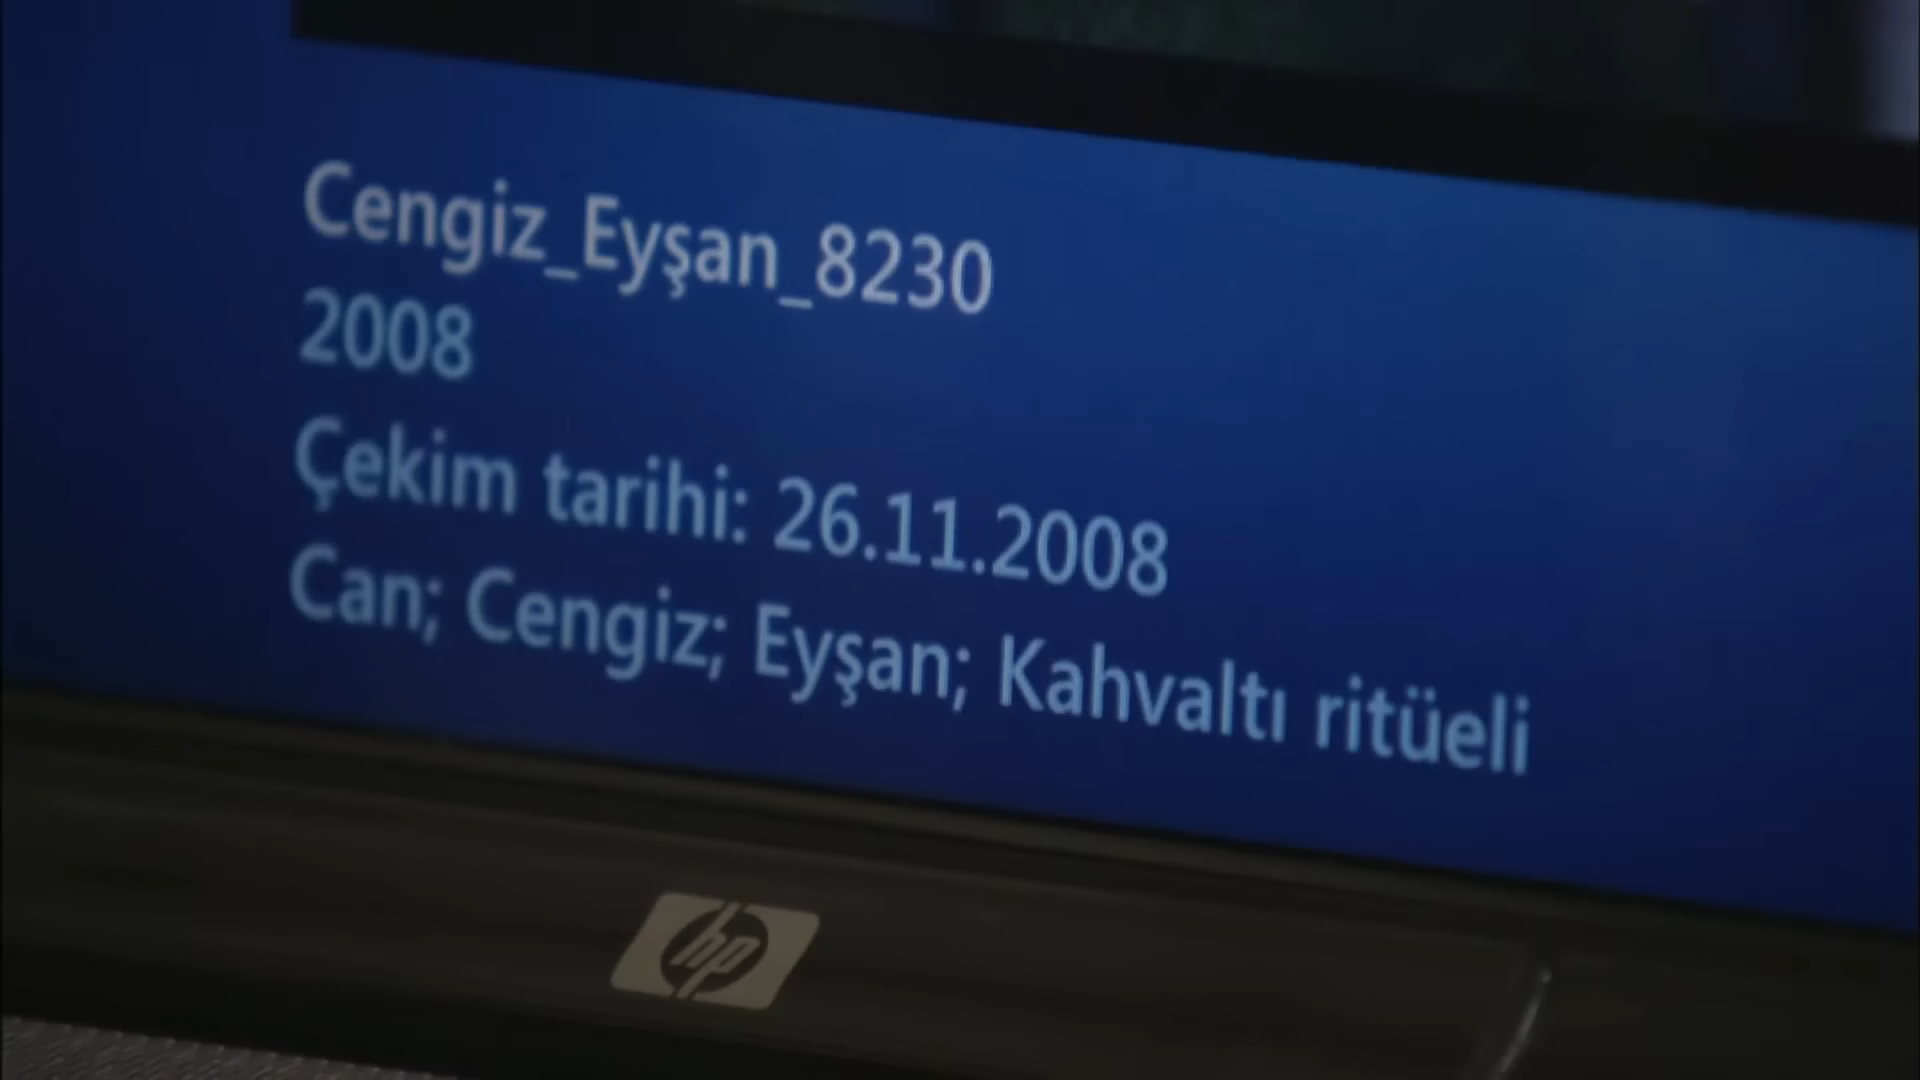 Cengiz_Eyşan_8230
2008
Çekim tarihi: 26.11.2008
Can; Cengiz; Eyşan; Kahvaltı ritüeli
hp